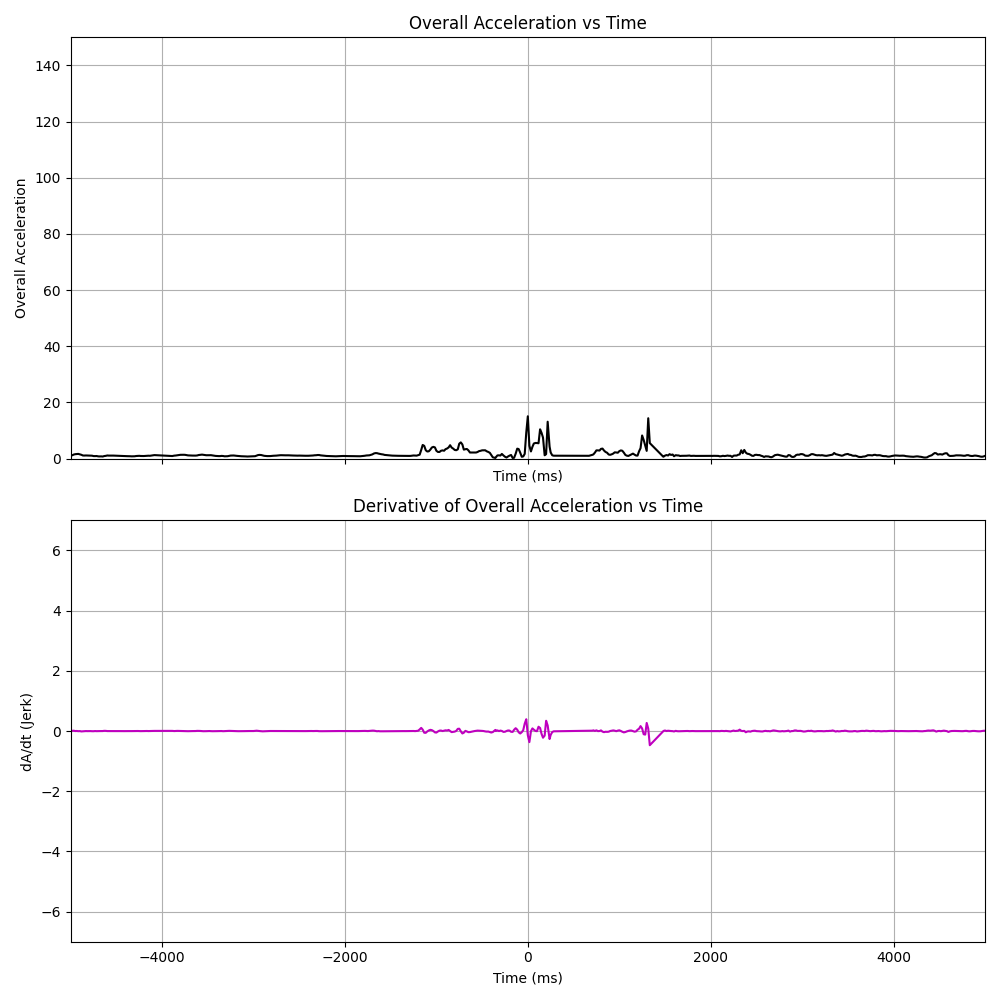 Overall Acceleration vs Time
Overall Acceleration
140
120
100
80
60
40
20
0
Time (ms)
Derivative of Overall Acceleration vs Time
dA/dt (Jerk)
6
4
2
0
−2
−4
−6
−4000 −2000 0 2000 4000
Time (ms)